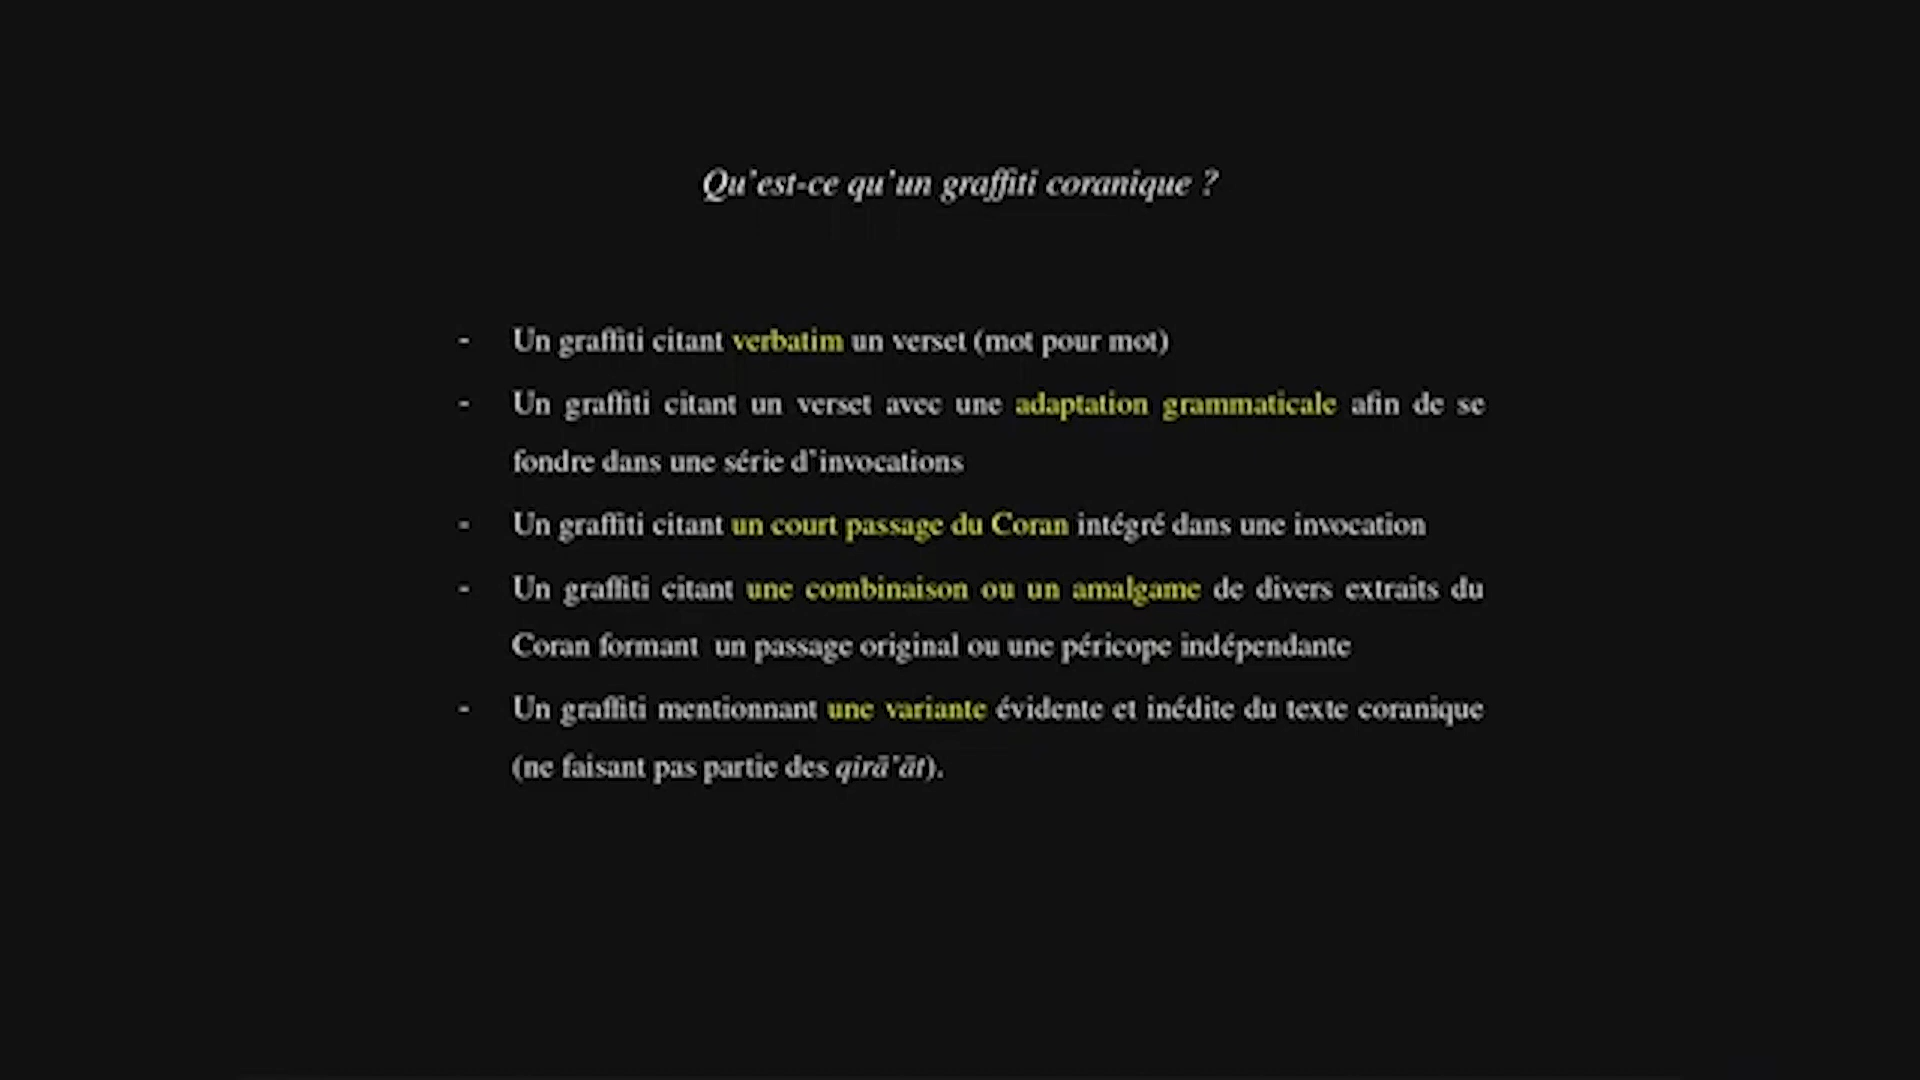 Qu’est-ce qu’un graffiti coranique ?
- Un graffiti citant verbatim un verset (mot pour mot)
- Un graffiti citant un verset avec une adaptation grammaticale afin de se
fondre dans une série d’invocations
- Un graffiti citant un court passage du Coran intégré dans une invocation
- Un graffiti citant une combinaison ou un amalgame de divers extraits du
Coran formant un passage original ou une péricope indépendante
- Un graffiti mentionnant une variante évidente et inédite du texte coranique
(ne faisant pas partie des qirā’āt).